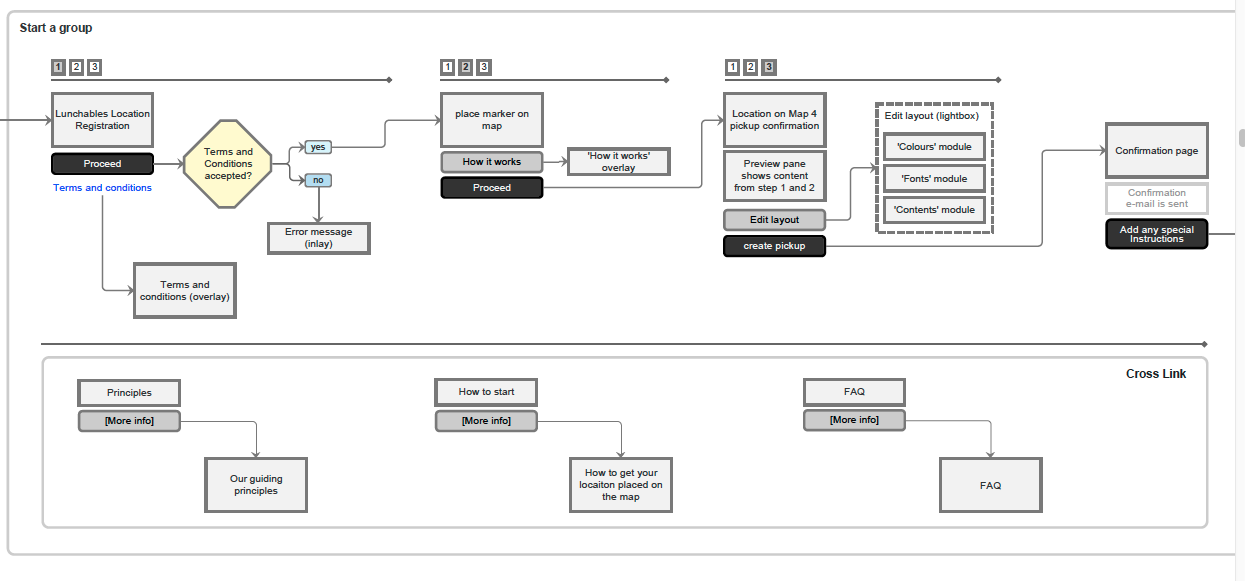 Start a group
1 2 3
Lunchables Location
Registration
Proceed
Terms and conditions
Terms and
Conditions
accepted?
yes
no
Error message
(inlay)
Terms and
conditions (overlay)
1 2 3
place marker on
map
How it works
'How it works'
overlay
Proceed
1 2 3
Location on Map 4
pickup confirmation
Preview pane
shows content
from step 1 and 2
Edit layout
create pickup
Edit layout (lightbox)
'Colours' module
'Fonts' module
'Contents' module
Confirmation page
Confirmation
e-mail is sent
Add any special
Instructions
Cross Link
Principles
[More info]
Our guiding
principles
How to start
[More info]
How to get your
locaiton placed on
the map
FAQ
[More info]
FAQ